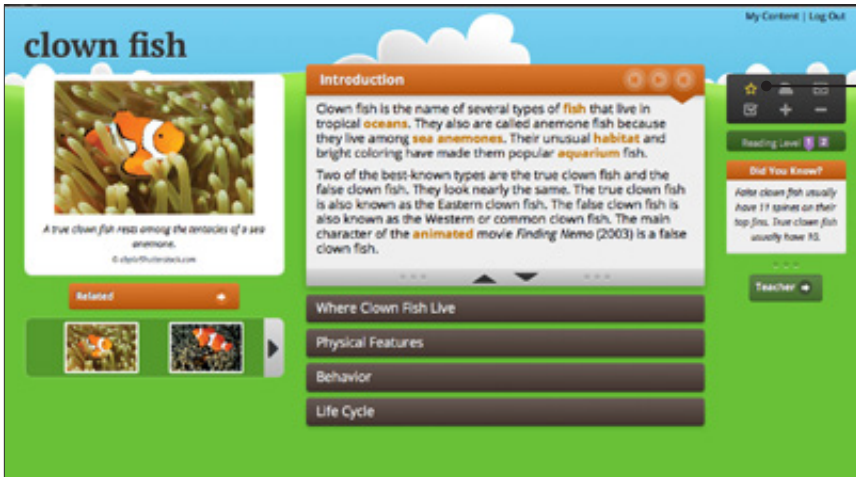 My Content | Log Out
clown fish
A true clown fish rests among the tentacles of a sea
anemone.
Related
Introduction
Clown fish is the name of several types of fish that live in
tropical oceans. They also are called anemone fish because
they live among sea anemones. Their unusual habitat and
bright coloring have made them popular aquarium fish.
Two of the best-known types are the true clown fish and the
false clown fish. They look nearly the same. The true clown fish
is also known as the Eastern clown fish. The false clown fish is
also known as the Western or common clown fish. The main
character of the animated movie Finding Nemo (2003) is a false
clown fish.
Where Clown Fish Live
Physical Features
Behavior
Life Cycle
Reading Level 1 2
Did You Know?
False clown fish usually
have 11 spines on their
top fins. True clown fish
usually have 10.
Teacher